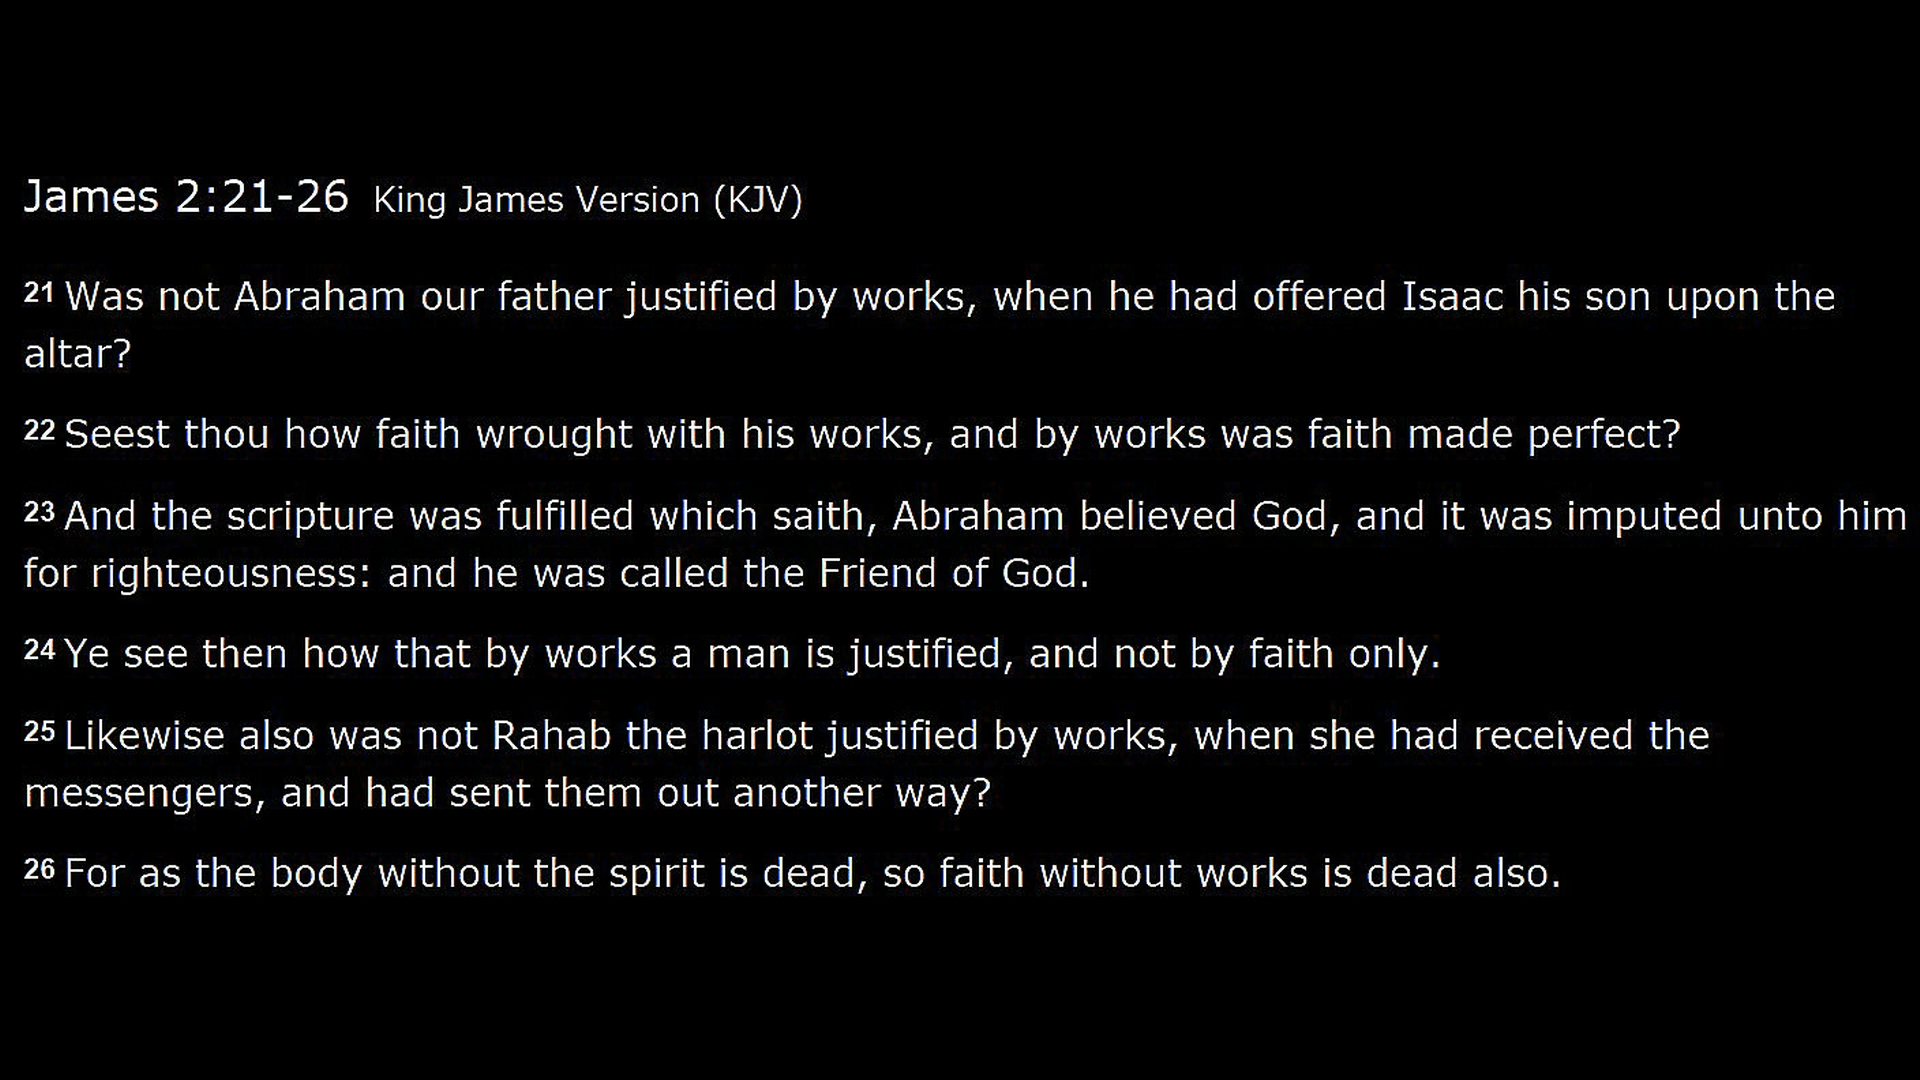 James 2:21-26 King James Version (KJV)
21 Was not Abraham our father justified by works, when he had offered Isaac his son upon the
altar?
22 Seest thou how faith wrought with his works, and by works was faith made perfect?
23 And the scripture was fulfilled which saith, Abraham believed God, and it was imputed unto him
for righteousness: and he was called the Friend of God.
24 Ye see then how that by works a man is justified, and not by faith only.
25 Likewise also was not Rahab the harlot justified by works, when she had received the
messengers, and had sent them out another way?
26 For as the body without the spirit is dead, so faith without works is dead also.